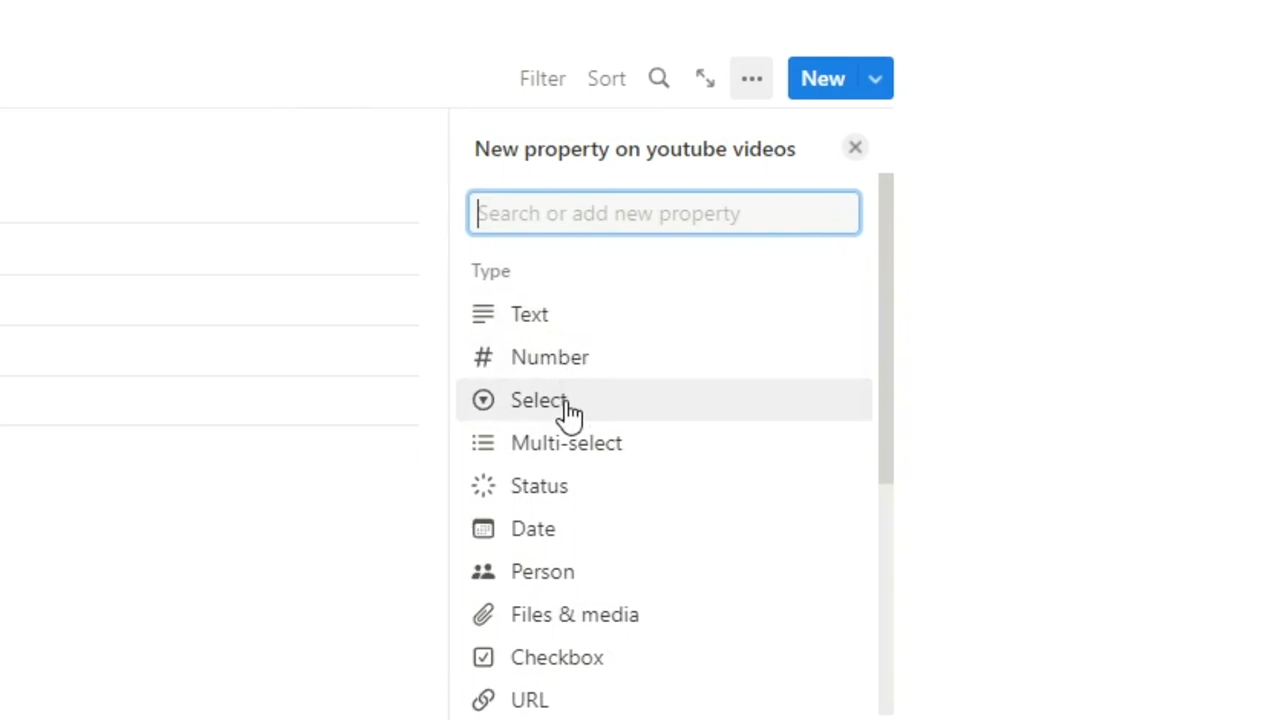 Filter Sort New
New property on youtube videos
Search or add new property
Type
Text
Number
Select
Multi-select
Status
Date
Person
Files & media
Checkbox
URL